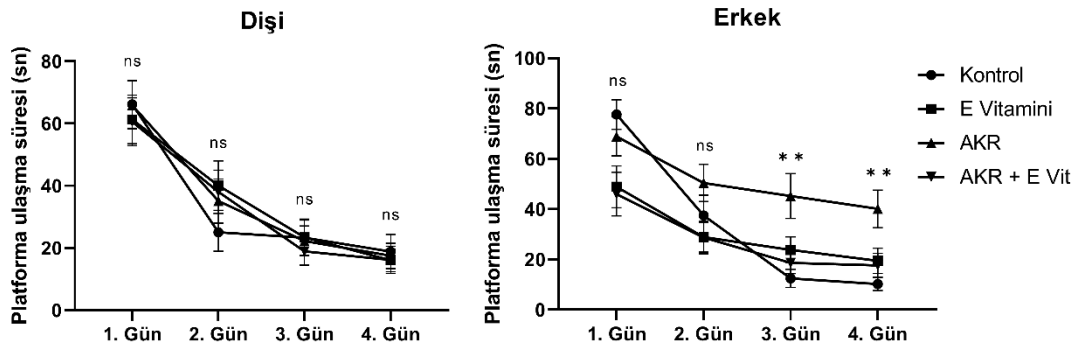 Dişi
Platforma ulaşma süresi (sn)
80
60
40
20
0
ns
ns
ns
ns
1. Gün
2. Gün
3. Gün
4. Gün
Erkek
Platforma ulaşma süresi (sn)
100
80
60
40
20
0
ns
ns
**
**
1. Gün
2. Gün
3. Gün
4. Gün
Kontrol
E Vitamini
AKR
AKR + E Vit